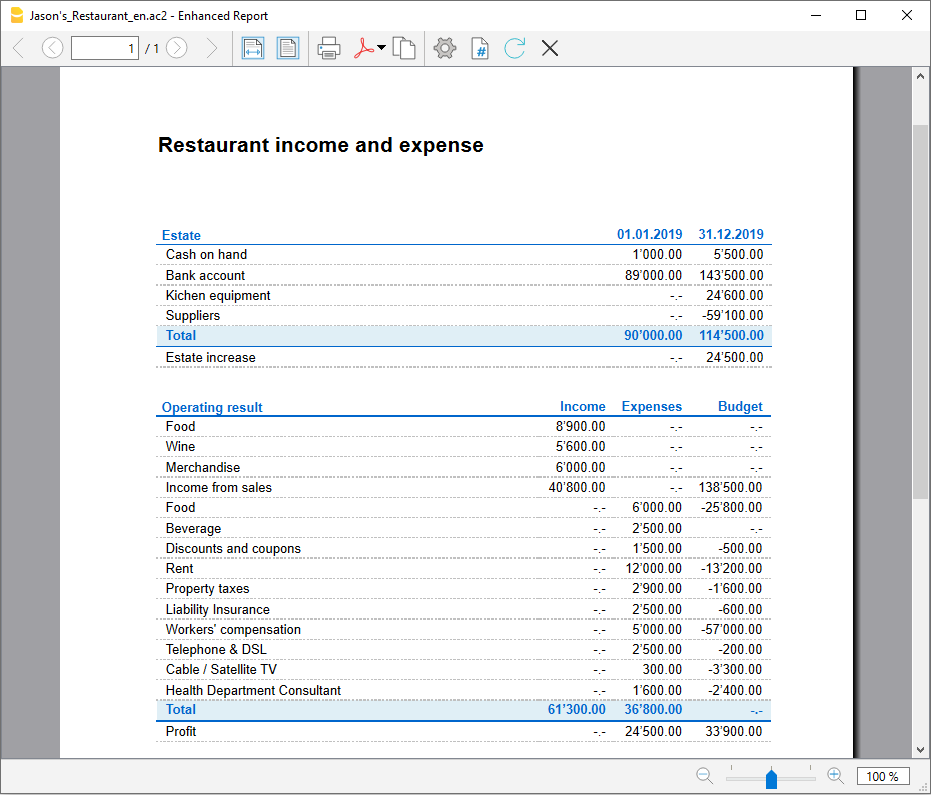 Jason's_Restaurant_en.ac2 - Enhanced Report
1 / 1
#
Restaurant income and expense
Estate 01.01.2019 31.12.2019
Cash on hand 1'000.00 5'500.00
Bank account 89'000.00 143'500.00
Kichen equipment -.- 24'600.00
Suppliers -.- -59'100.00
Total 90'000.00 114'500.00
Estate increase -.- 24'500.00
Operating result Income Expenses Budget
Food 8'900.00 -.- -.-
Wine 5'600.00 -.- -.-
Merchandise 6'000.00 -.- -.-
Income from sales 40'800.00 -.- 138'500.00
Food -.- 6'000.00 -25'800.00
Beverage -.- 2'500.00 -.-
Discounts and coupons -.- 1'500.00 -500.00
Rent -.- 12'000.00 -13'200.00
Property taxes -.- 2'900.00 -1'600.00
Liability Insurance -.- 2'500.00 -600.00
Workers' compensation -.- 5'000.00 -57'000.00
Telephone & DSL -.- 2'500.00 -200.00
Cable / Satellite TV -.- 300.00 -3'300.00
Health Department Consultant -.- 1'600.00 -2'400.00
Total 61'300.00 36'800.00 -.-
Profit -.- 24'500.00 33'900.00
100 %